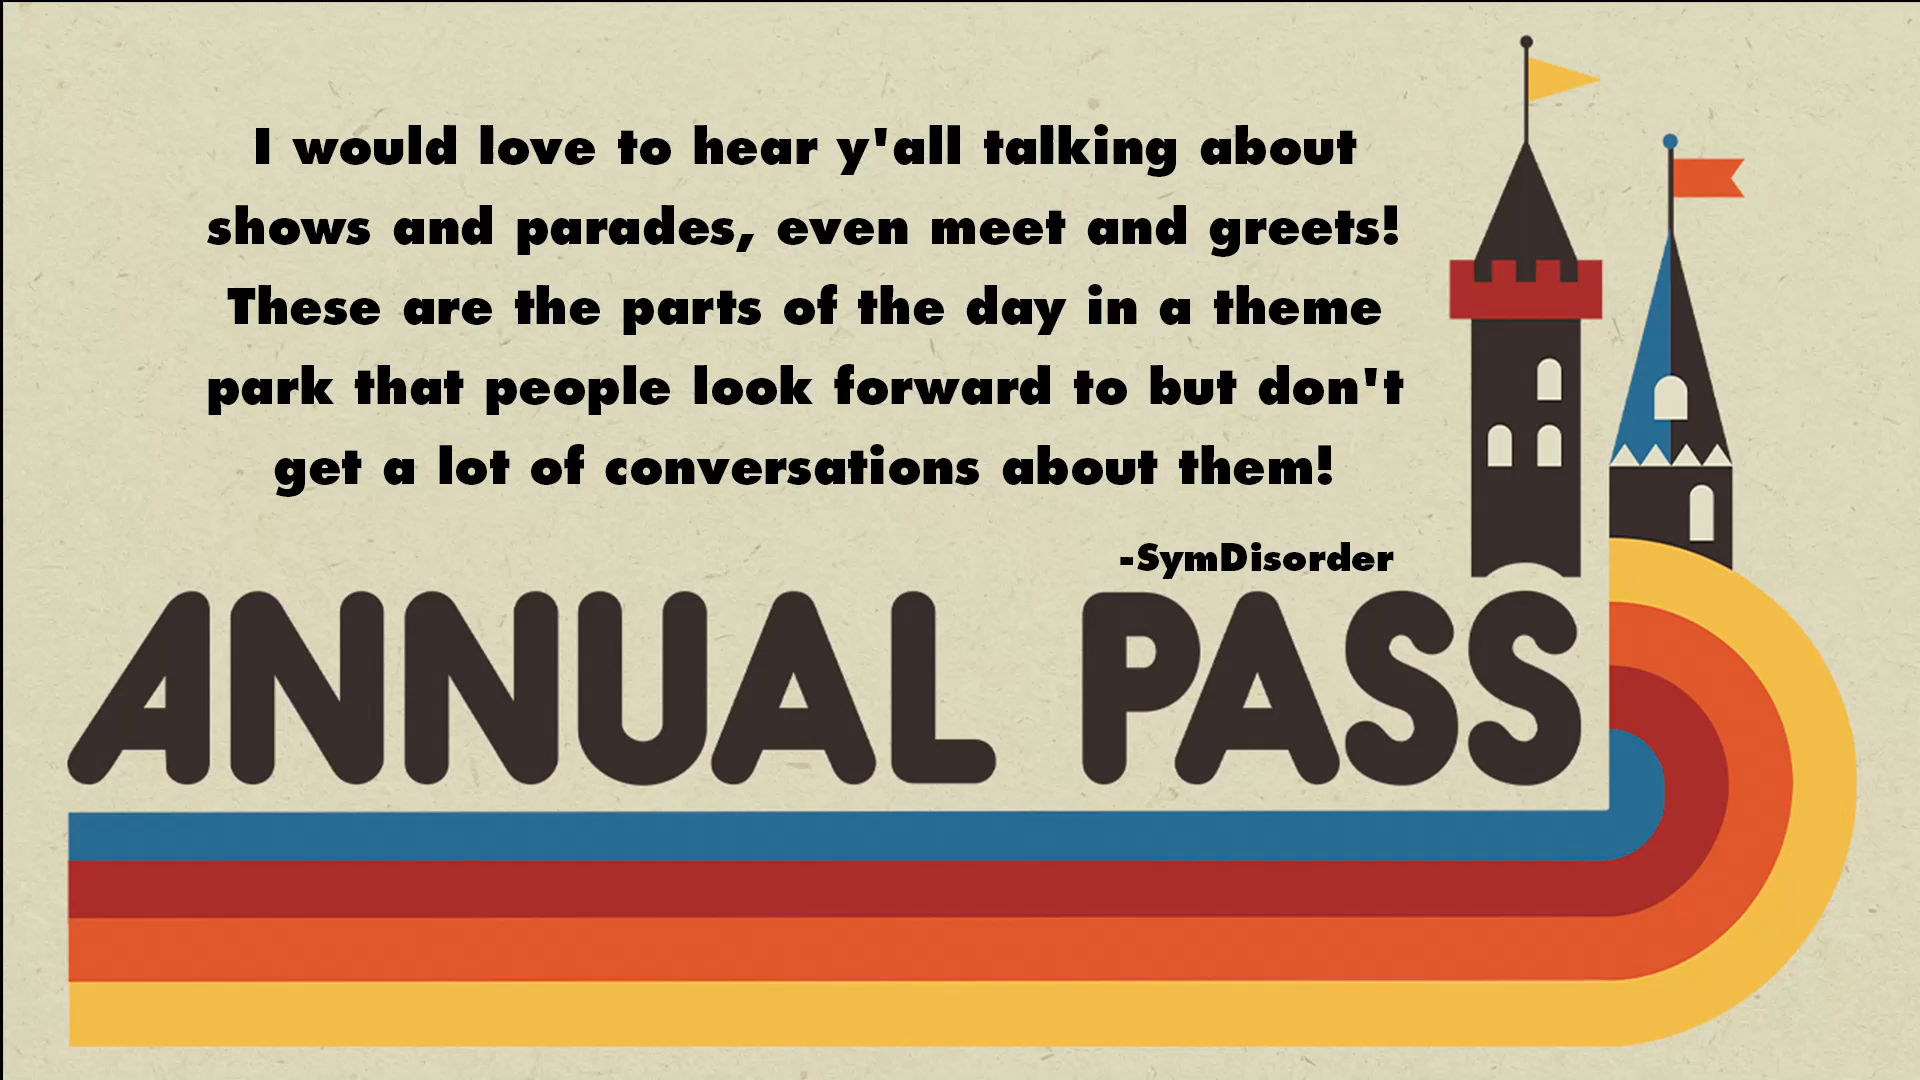 I would love to hear y'all talking about
shows and parades, even meet and greets!
These are the parts of the day in a theme
park that people look forward to but don't
get a lot of conversations about them!
-SymDisorder
ANNUAL PASS